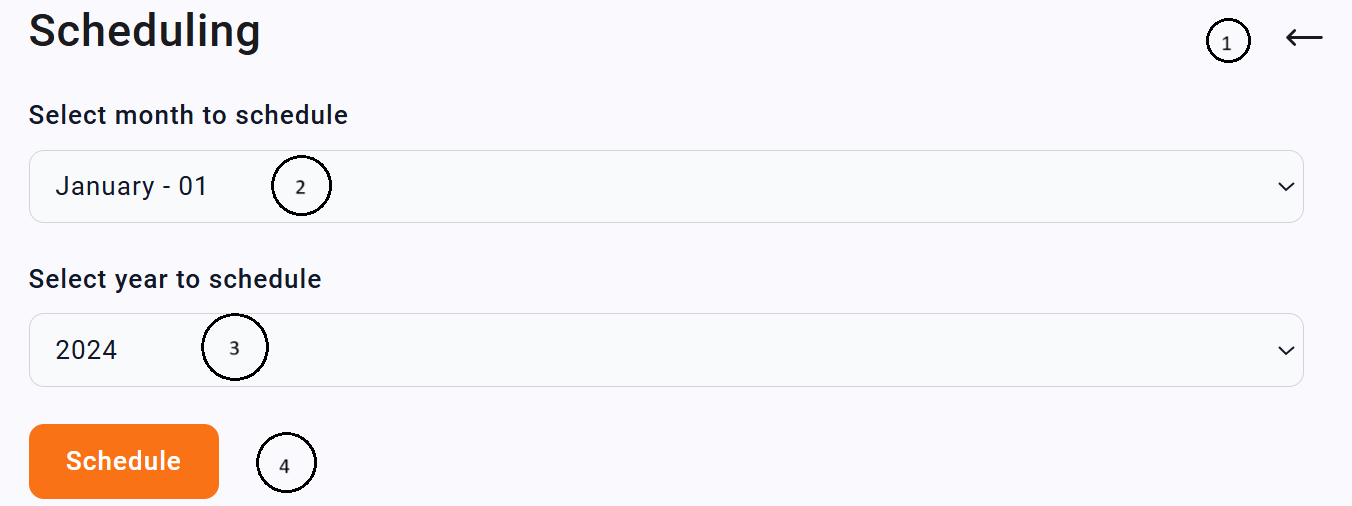 Scheduling
1
Select month to schedule
January - 01
2
Select year to schedule
2024
3
Schedule
4